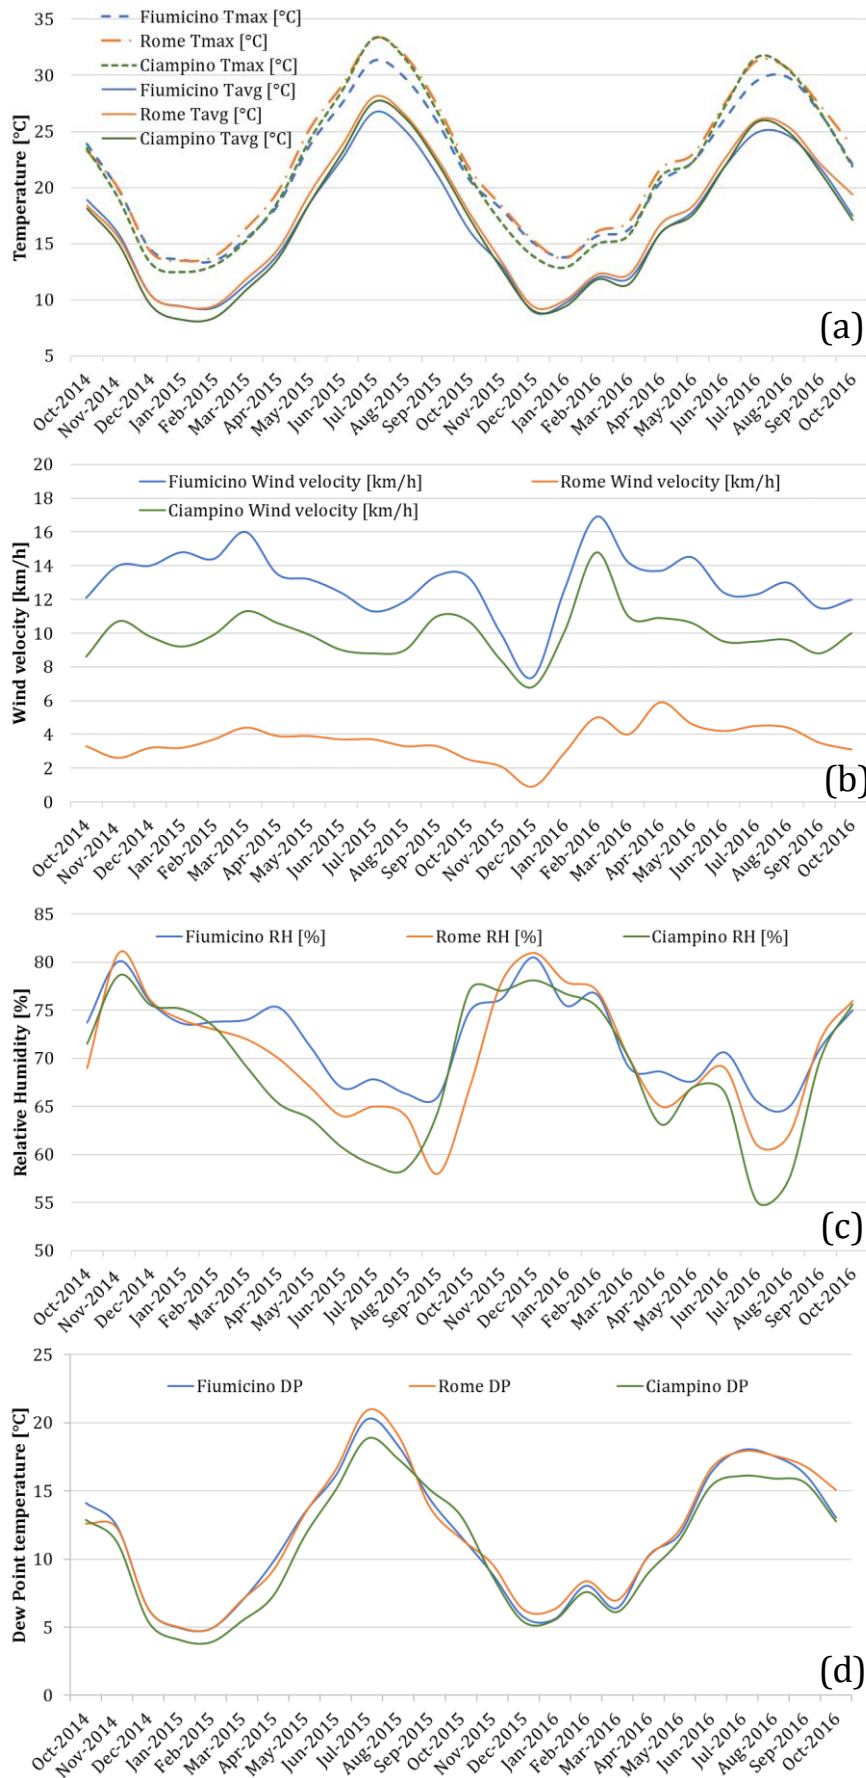 35
30
25
20
15
10
5
Temperature [°C]
Fiumicino Tmax [°C]
Rome Tmax [°C]
Ciampino Tmax [°C]
Fiumicino Tavg [°C]
Rome Tavg [°C]
Ciampino Tavg [°C]
(a)
Oct-2014
Nov-2014
Dec-2014
Jan-2015
Feb-2015
Mar-2015
Apr-2015
May-2015
Jun-2015
Jul-2015
Aug-2015
Sep-2015
Oct-2015
Nov-2015
Dec-2015
Jan-2016
Feb-2016
Mar-2016
Apr-2016
May-2016
Jun-2016
Jul-2016
Aug-2016
Sep-2016
Oct-2016
20
18
16
14
12
10
8
6
4
2
0
Wind velocity [km/h]
Fiumicino Wind velocity [km/h]
Rome Wind velocity [km/h]
Ciampino Wind velocity [km/h]
(b)
Oct-2014
Nov-2014
Dec-2014
Jan-2015
Feb-2015
Mar-2015
Apr-2015
May-2015
Jun-2015
Jul-2015
Aug-2015
Sep-2015
Oct-2015
Nov-2015
Dec-2015
Jan-2016
Feb-2016
Mar-2016
Apr-2016
May-2016
Jun-2016
Jul-2016
Aug-2016
Sep-2016
Oct-2016
85
80
75
70
65
60
55
50
Relative Humidity [%]
Fiumicino RH [%]
Rome RH [%]
Ciampino RH [%]
(c)
Oct-2014
Nov-2014
Dec-2014
Jan-2015
Feb-2015
Mar-2015
Apr-2015
May-2015
Jun-2015
Jul-2015
Aug-2015
Sep-2015
Oct-2015
Nov-2015
Dec-2015
Jan-2016
Feb-2016
Mar-2016
Apr-2016
May-2016
Jun-2016
Jul-2016
Aug-2016
Sep-2016
Oct-2016
25
20
15
10
5
0
Dew Point temperature [°C]
Fiumicino DP
Rome DP
Ciampino DP
(d)
Oct-2014
Nov-2014
Dec-2014
Jan-2015
Feb-2015
Mar-2015
Apr-2015
May-2015
Jun-2015
Jul-2015
Aug-2015
Sep-2015
Oct-2015
Nov-2015
Dec-2015
Jan-2016
Feb-2016
Mar-2016
Apr-2016
May-2016
Jun-2016
Jul-2016
Aug-2016
Sep-2016
Oct-2016